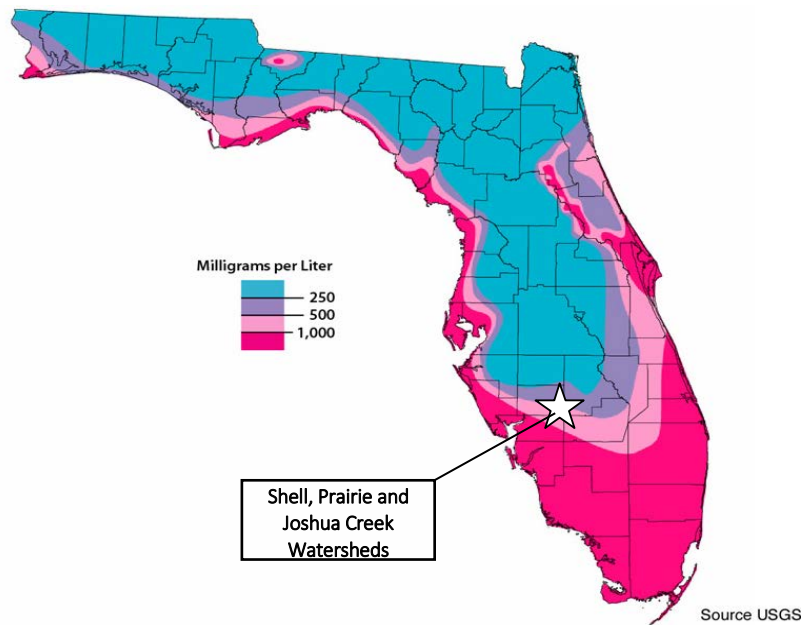 Milligrams per Liter
250
500
1,000
Shell, Prairie and
Joshua Creek
Watersheds
Source USGS